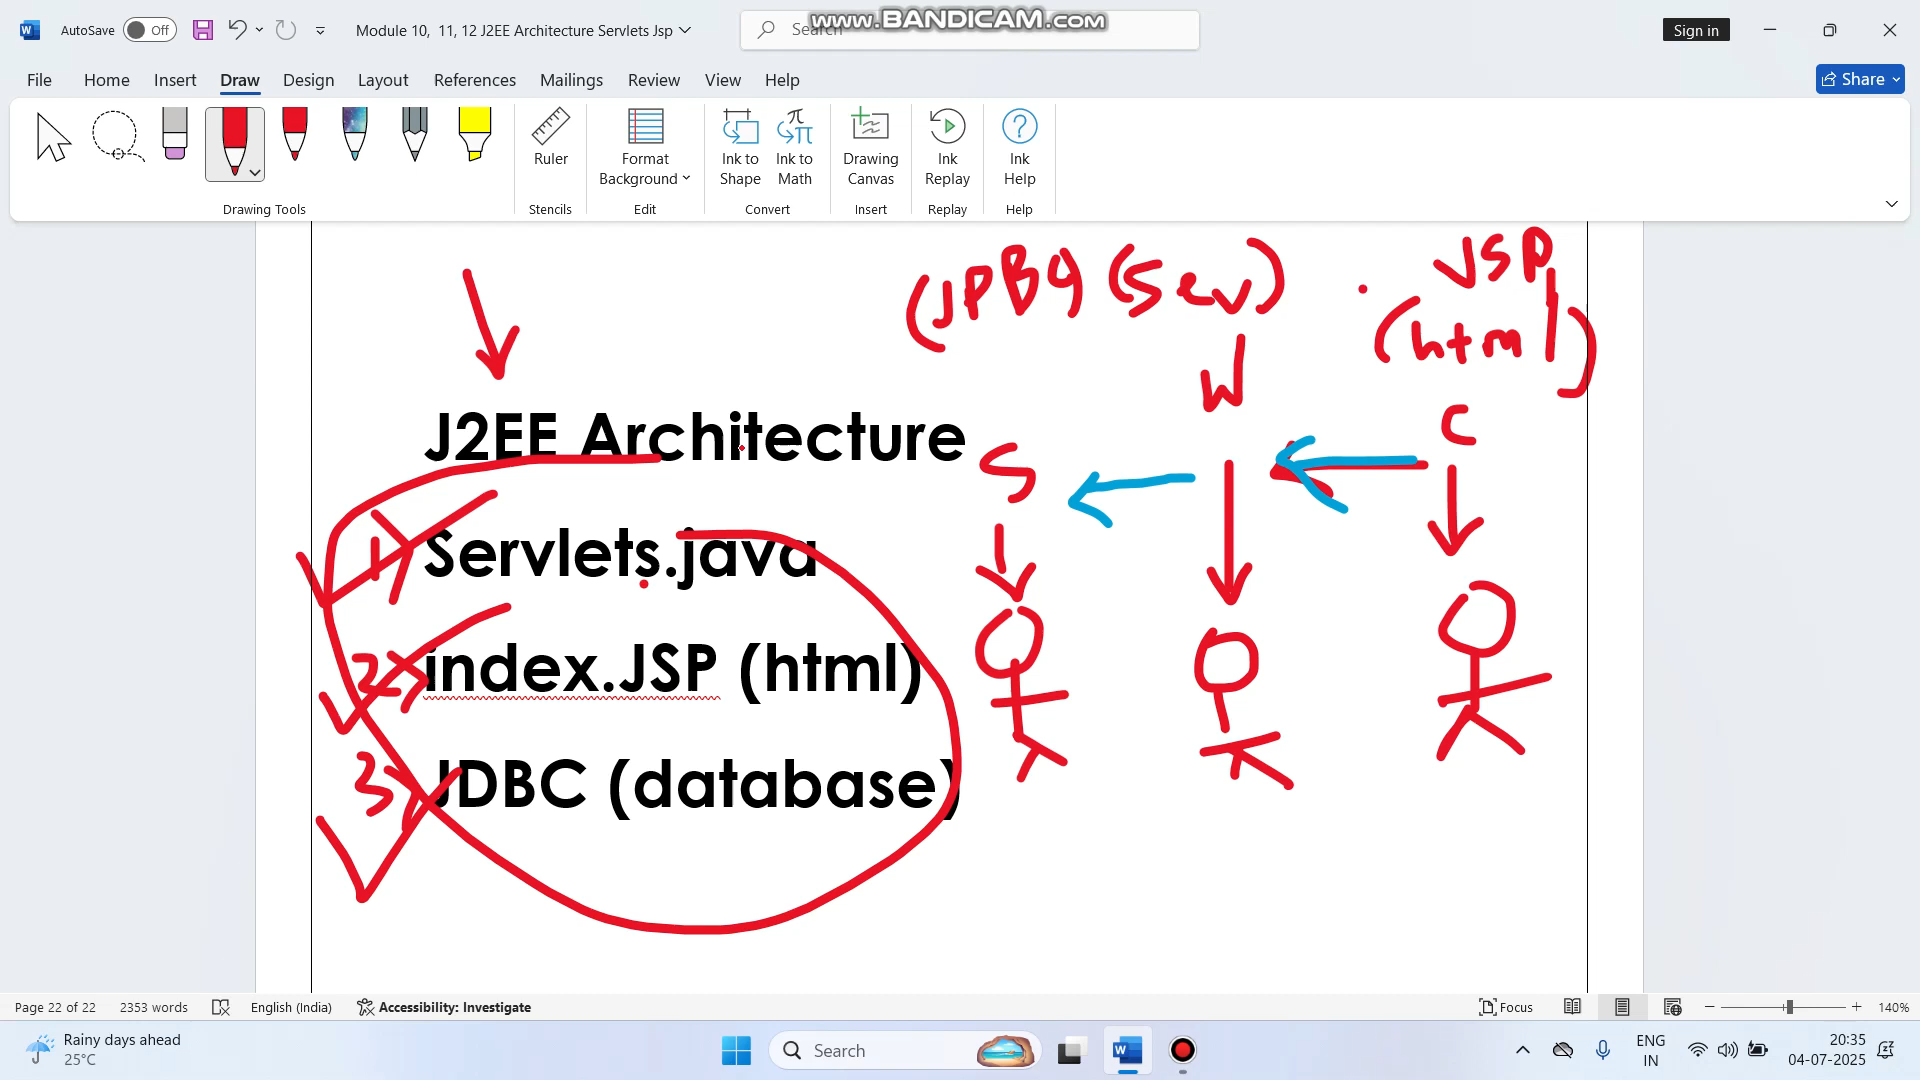 AutoSave Off Module 10, 11, 12 J2EE Architecture Servlets Jsp Search Sign in
www.BANDICAM.com
File Home Insert Draw Design Layout References Mailings Review View Help Share
Ruler Format Background Ink to Shape Ink to Math Drawing Canvas Ink Replay Ink Help
Drawing Tools Stencils Edit Convert Insert Replay Help
JSP
(html)
W
C
S
J2EE Architecture
1) Servlets.java
2) index.JSP (html)
3) JDBC (database)
Page 22 of 22 2353 words English (India) Accessibility: Investigate Focus 140%
Rainy days ahead
25°C
Search
ENG
IN
20:35
04-07-2025